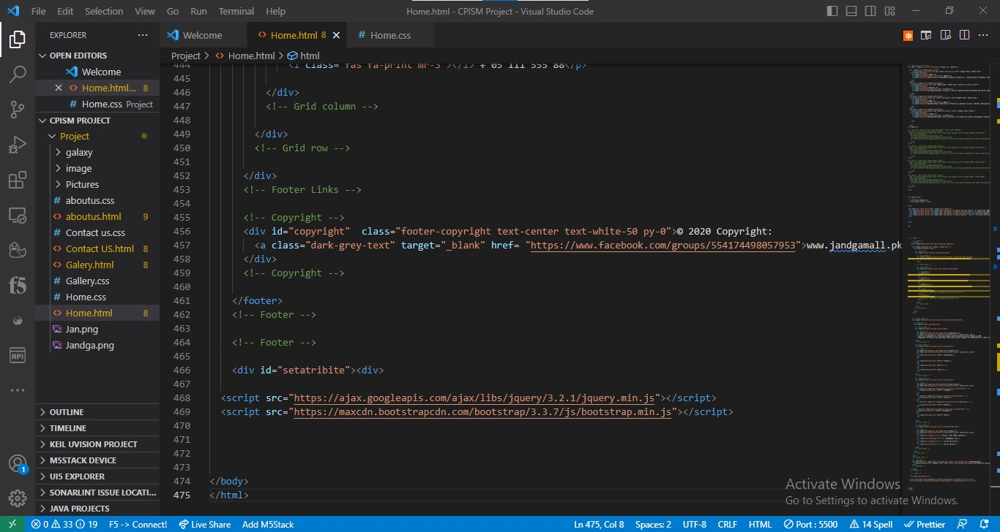 File Edit Selection View Go Run Terminal Help
Home.html - CPISM Project - Visual Studio Code
EXPLORER
OPEN EDITORS
Welcome
Home.html... 8
Home.css Project
CPISM PROJECT
Project
galaxy
image
Pictures
# aboutus.css
<> aboutus.html 9
# Contact us.css
<> Contact US.html 8
<> Galery.html 8
# Gallery.css
# Home.css
<> Home.html 8
Jan.png
Jandga.png
OUTLINE
TIMELINE
KEIL UVISION PROJECT
M5STACK DEVICE
UI5 EXPLORER
SONARLINT ISSUE LOCATI...
JAVA PROJECTS
f5
API
1
Welcome
<> Home.html 8
# Home.css
Project > <> Home.html > html
444 <i class="fas fa-print mr-3"></i> + 05 111 555 88</p>
445
446 </div>
447 <!-- Grid column -->
448
449 </div>
450 <!-- Grid row -->
451
452 </div>
453 <!-- Footer Links -->
454
455 <!-- Copyright -->
456 <div id="copyright"  class="footer-copyright text-center text-white-50 py-0">© 2020 Copyright:
457 <a class="dark-grey-text" target="_blank" href= "https://www.facebook.com/groups/554174498057953">www.jandgamall.pk
458 </div>
459 <!-- Copyright -->
460
461 </footer>
462 <!-- Footer -->
463
464 <!-- Footer -->
465
466 <div id="setatribite"><div>
467
468 <script src="https://ajax.googleapis.com/ajax/libs/jquery/3.2.1/jquery.min.js"></script>
469 <script src="https://maxcdn.bootstrapcdn.com/bootstrap/3.3.7/js/bootstrap.min.js"></script>
470
471
472
473
474 </body>
475 </html>
Activate Windows
Go to Settings to activate Windows.
0 33 19 F5 -> Connect! Live Share Add M5Stack
Ln 475, Col 8 Spaces: 2 UTF-8 CRLF HTML Port : 5500 14 Spell Prettier